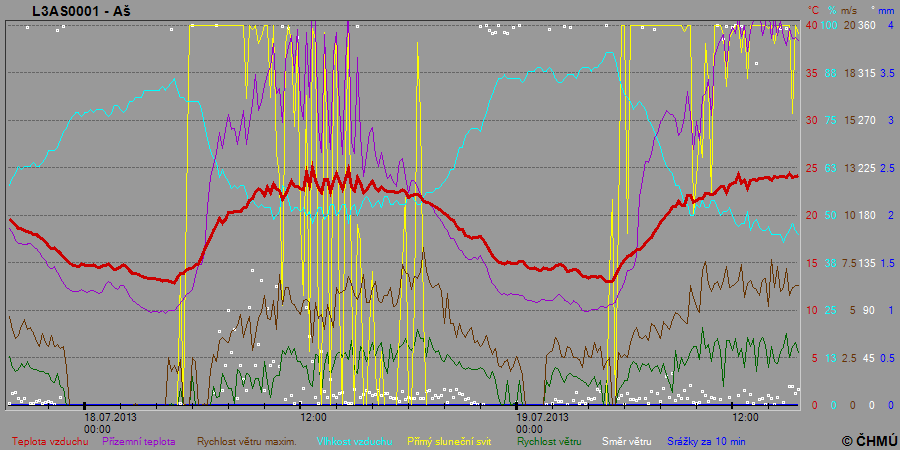 L3AS0001 - Aš
°C % m/s ° mm
40 100 20 360 4
35 88 18 315 3.5
30 75 15 270 3
25 63 13 225 2.5
20 50 10 180 2
15 38 7.5 135 1.5
10 25 5 90 1
5 13 2.5 45 0.5
0 0 0 0 0
18.07.2013 12:00 19.07.2013 12:00
00:00 00:00
Teplota vzduchu Přízemní teplota Rychlost větru maxim. Vlhkost vzduchu Přímý sluneční svit Rychlost větru Směr větru Srážky za 10 min © ČHMÚ